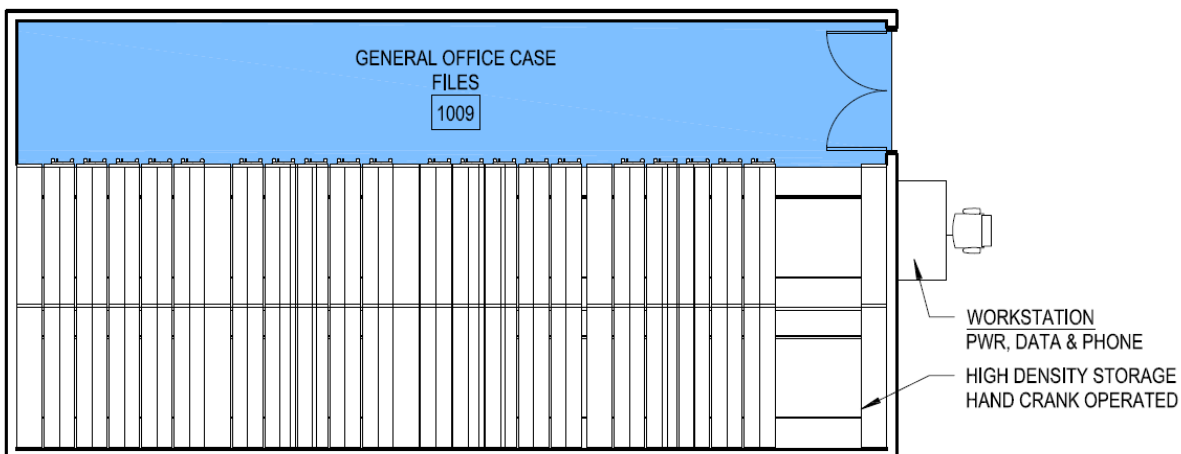 GENERAL OFFICE CASE
FILES
1009
WORKSTATION
PWR, DATA & PHONE
HIGH DENSITY STORAGE
HAND CRANK OPERATED